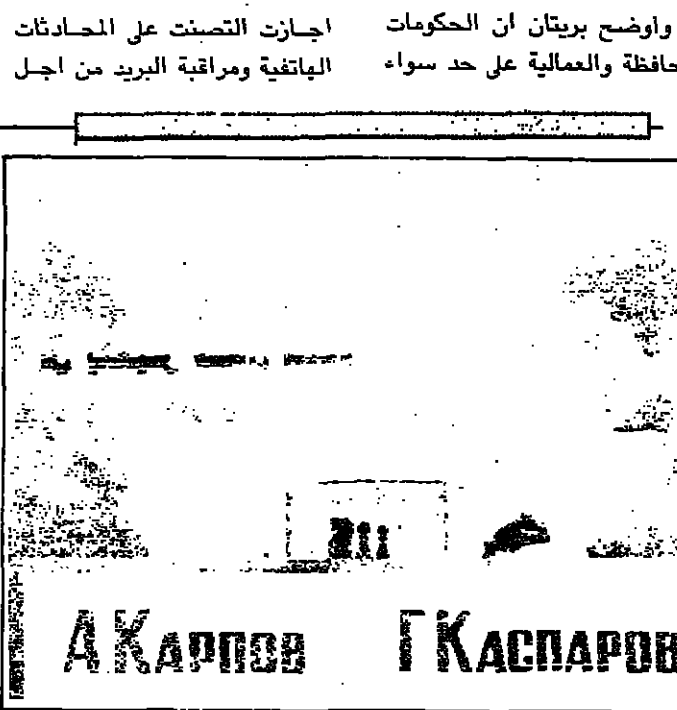 وأوضح بريتان ان الحكومات
حافظة والعمالية على حد سواء
اجازت التصنت على المحادثات
الهاتفية ومراقبة البريد من اجل
А КАРПОВ Г КАСПАРОВ